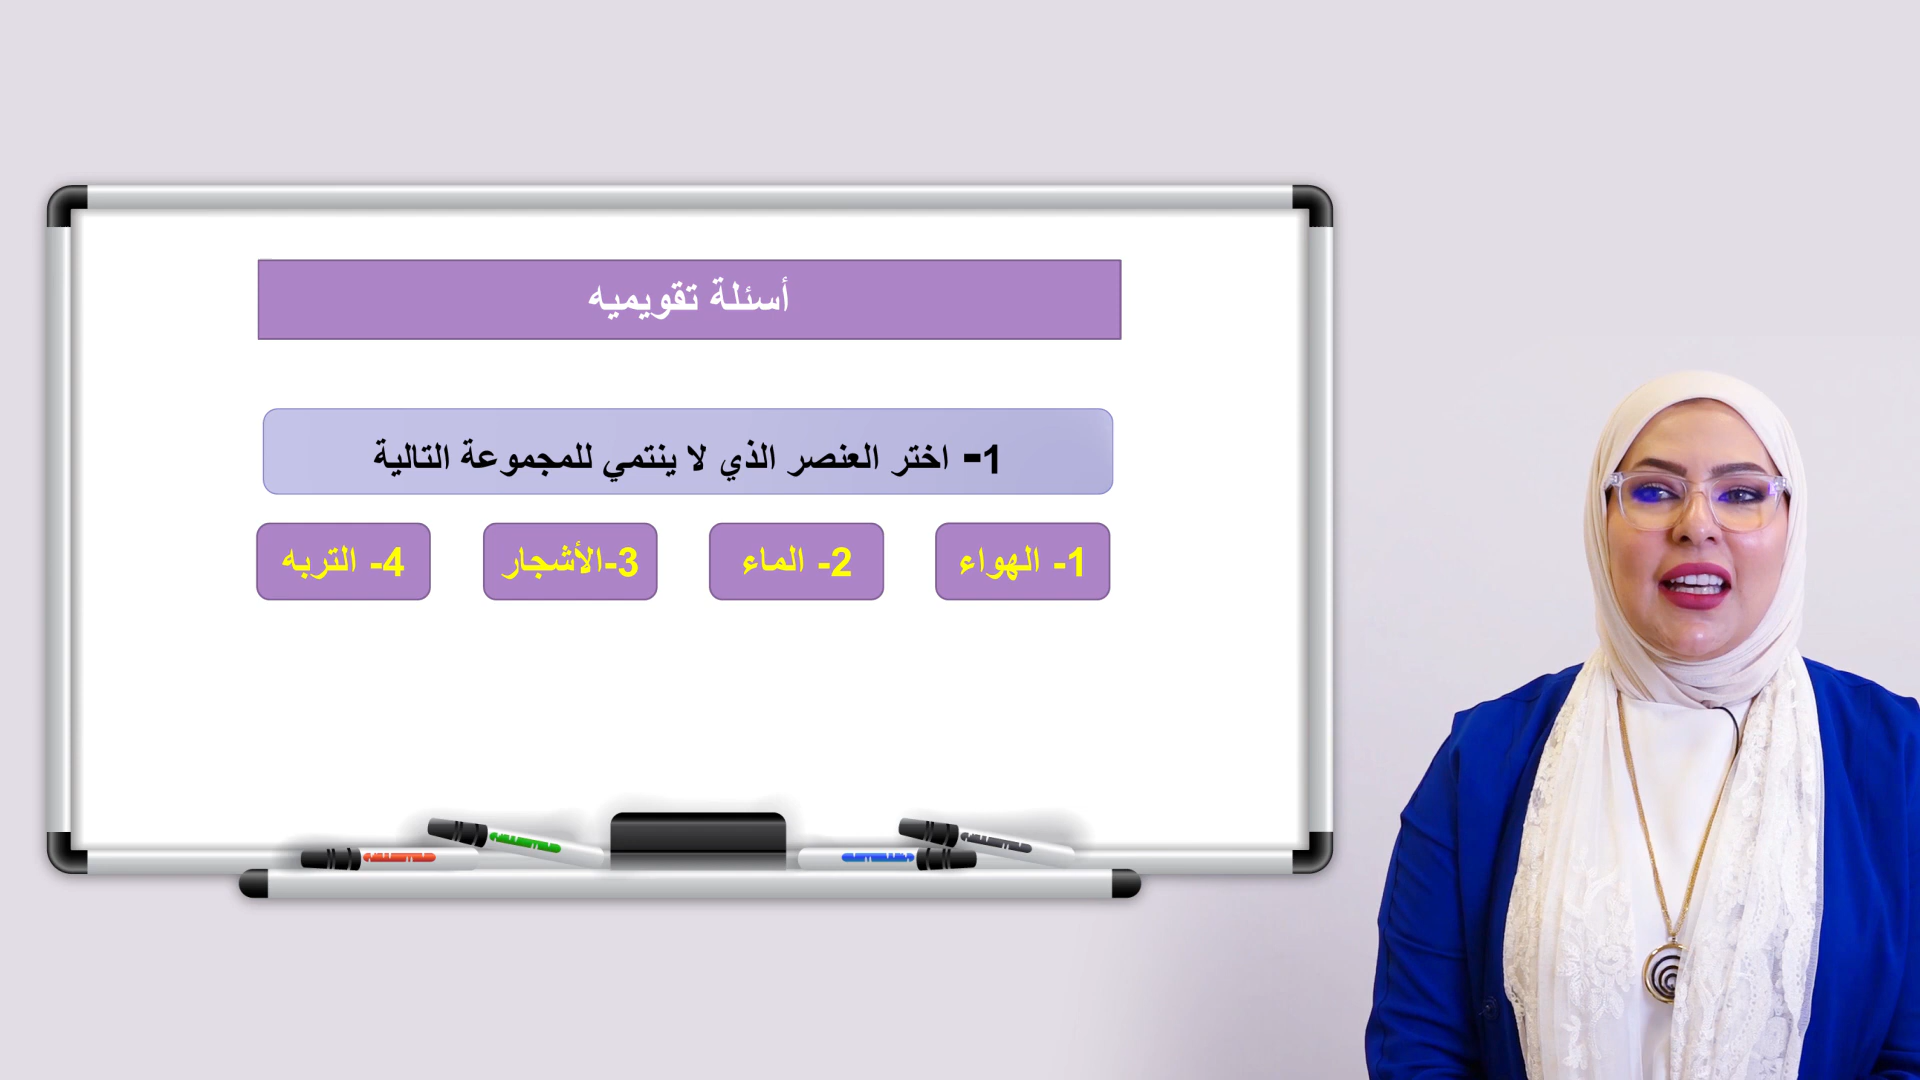 أسئلة تقويميه
1- اختر العنصر الذي لا ينتمي للمجموعة التالية
1- الهواء
2- الماء
3-الأشجار
4- التربه